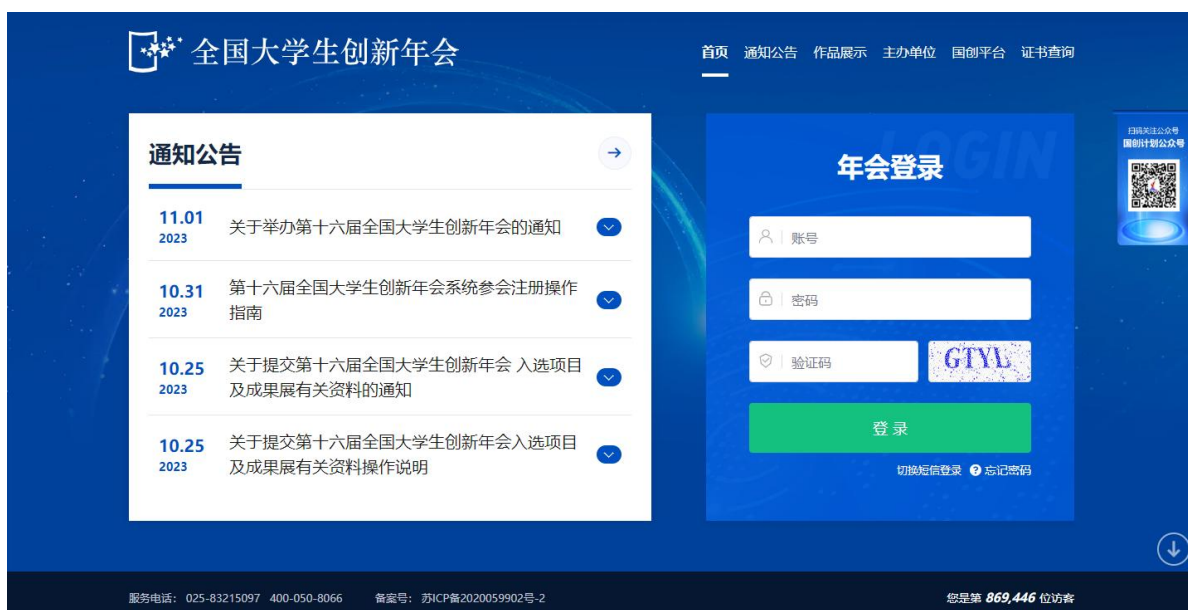 全国大学生创新年会
首页 通知公告 作品展示 主办单位 国创平台 证书查询
通知公告
11.01
2023
关于举办第十六届全国大学生创新年会的通知
10.31
2023
第十六届全国大学生创新年会系统参会注册操作
指南
10.25
2023
关于提交第十六届全国大学生创新年会 入选项目
及成果展有关资料的通知
10.25
2023
关于提交第十六届全国大学生创新年会入选项目
及成果展有关资料操作说明
LOGIN
年会登录
账号
密码
验证码
GTYL
登录
切换短信登录 忘记密码
扫码关注公众号
国创计划公众号
服务电话： 025-83215097 400-050-8066 备案号： 苏ICP备2020059902号-2
您是第 869,446 位访客